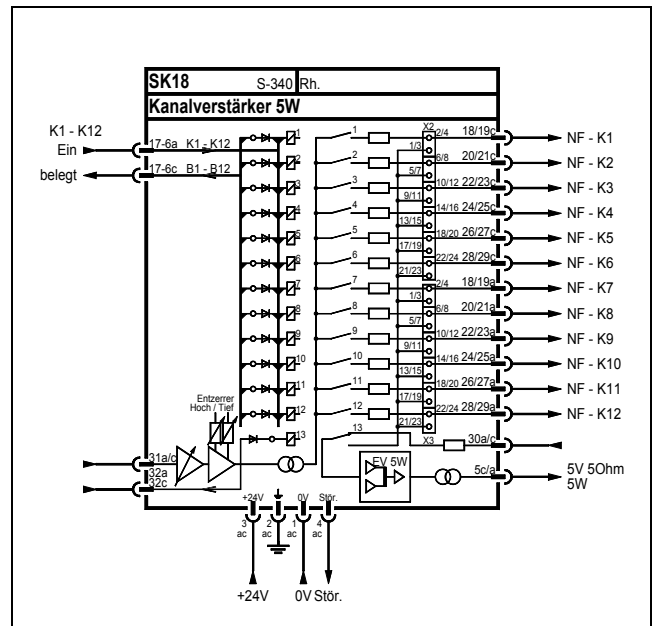 SK18 S-340 Rh.
Kanalverstärker 5W
K1 - K12
Ein 17-6a K1 - K12
belegt 17-6c B1 - B12
1 1 X2 2/4 18/19c NF - K1
1/3
2 2 6/8 20/21c NF - K2
5/7
3 3 10/12 22/23c NF - K3
9/11
4 4 14/16 24/25c NF - K4
13/15
5 5 18/20 26/27c NF - K5
17/19
6 6 22/24 28/29c NF - K6
21/23
7 7 2/4 18/19a NF - K7
1/3
8 8 6/8 20/21a NF - K8
5/7
9 9 10/12 22/23a NF - K9
9/11
10 10 14/16 24/25a NF - K10
13/15
11 11 18/20 26/27a NF - K11
17/19
Entzerrer
Hoch / Tief
12 12 22/24 28/29a NF - K12
21/23
13 13 X3 30a/c
31a/c
32a
32c
EV 5W
5c/a 5V 5Ohm
5W
+24V 0V Stör.
3 2 1 4
ac ac ac ac
+24V 0V Stör.